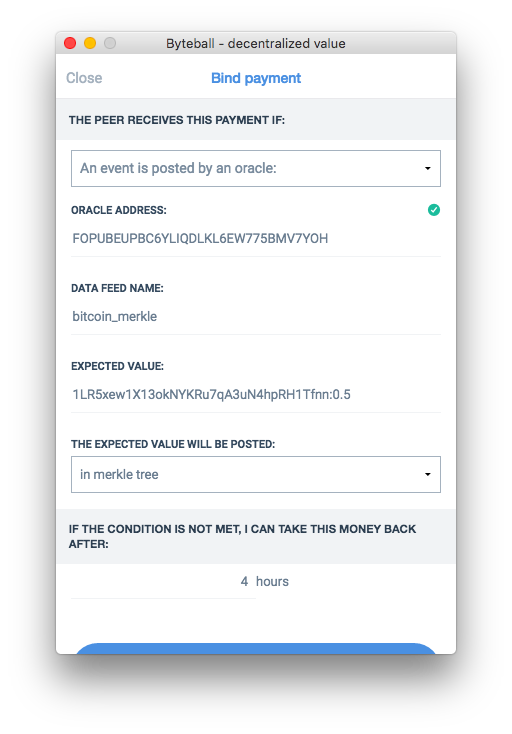 Byteball - decentralized value
Close
Bind payment
THE PEER RECEIVES THIS PAYMENT IF:
An event is posted by an oracle:
ORACLE ADDRESS:
FOPUBEUPBC6YLIQDLKL6EW775BMV7YOH
DATA FEED NAME:
bitcoin_merkle
EXPECTED VALUE:
1LR5xew1X13okNYKRu7qA3uN4hpRH1Tfnn:0.5
THE EXPECTED VALUE WILL BE POSTED:
in merkle tree
IF THE CONDITION IS NOT MET, I CAN TAKE THIS MONEY BACK
AFTER:
4 hours